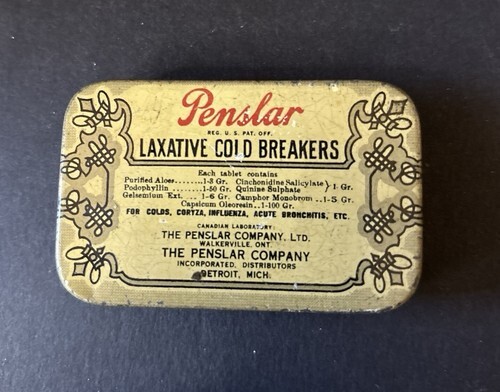 Penslar
REG. U. S. PAT. OFF.
LAXATIVE COLD BREAKERS
Each tablet contains
Purified Aloes........1-3 Gr. Cinchonidine Salicylate } 1- Gr.
Podophyllin .........1-50 Gr. Quinine Sulphate
Gelsemium Ext. ....1-6 Gr. Camphor Monobrom ..1-5 Gr.
Capsicum Oleoresin..1-100 Gr.
FOR COLDS, CORYZA, INFLUENZA, ACUTE BRONCHITIS, ETC.
CANADIAN LABORATORY:
THE PENSLAR COMPANY, LTD.
WALKERVILLE, ONT.
THE PENSLAR COMPANY
INCORPORATED, DISTRIBUTORS
DETROIT, MICH.